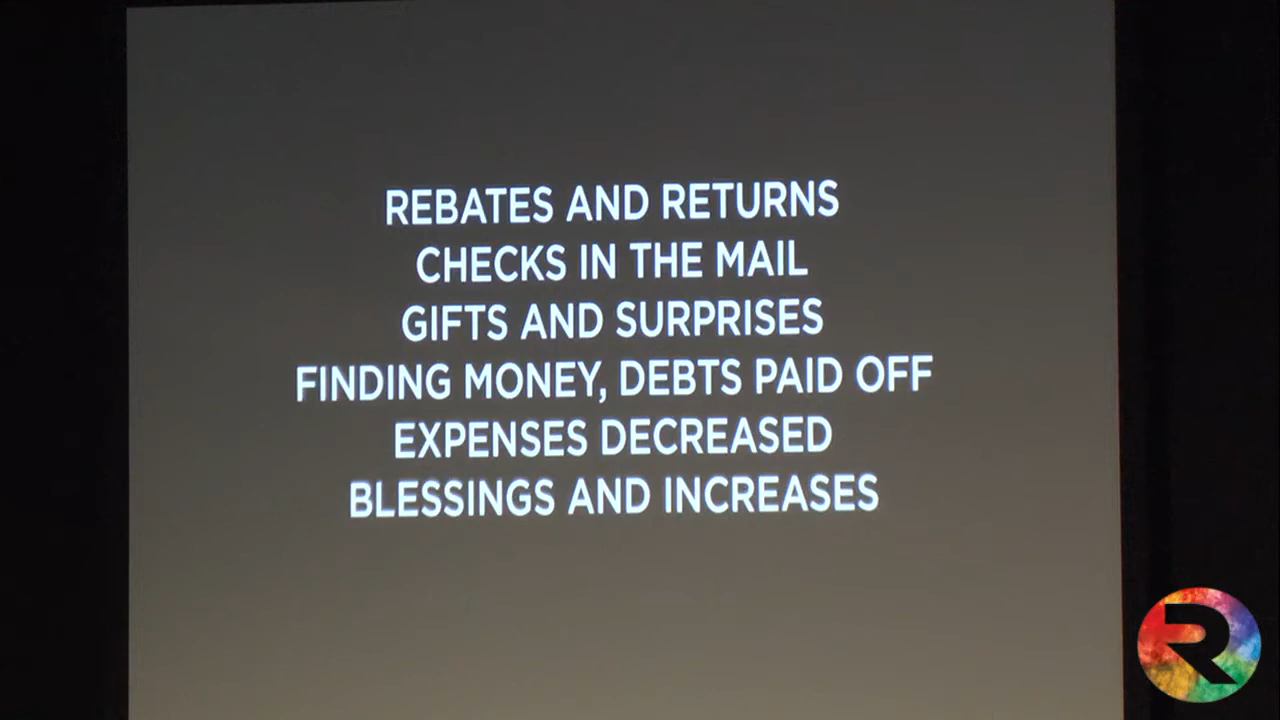 REBATES AND RETURNS
CHECKS IN THE MAIL
GIFTS AND SURPRISES
FINDING MONEY, DEBTS PAID OFF
EXPENSES DECREASED
BLESSINGS AND INCREASES
R